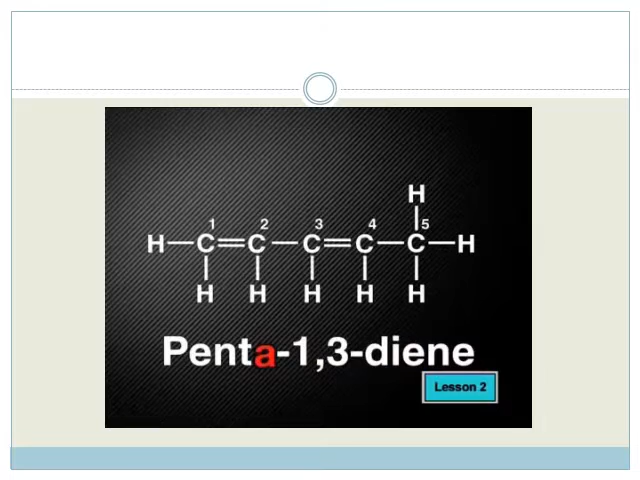 H
1 2 3 4 5
H—C=C—C=C—C—H
H H H H H
Penta-1,3-diene
Lesson 2